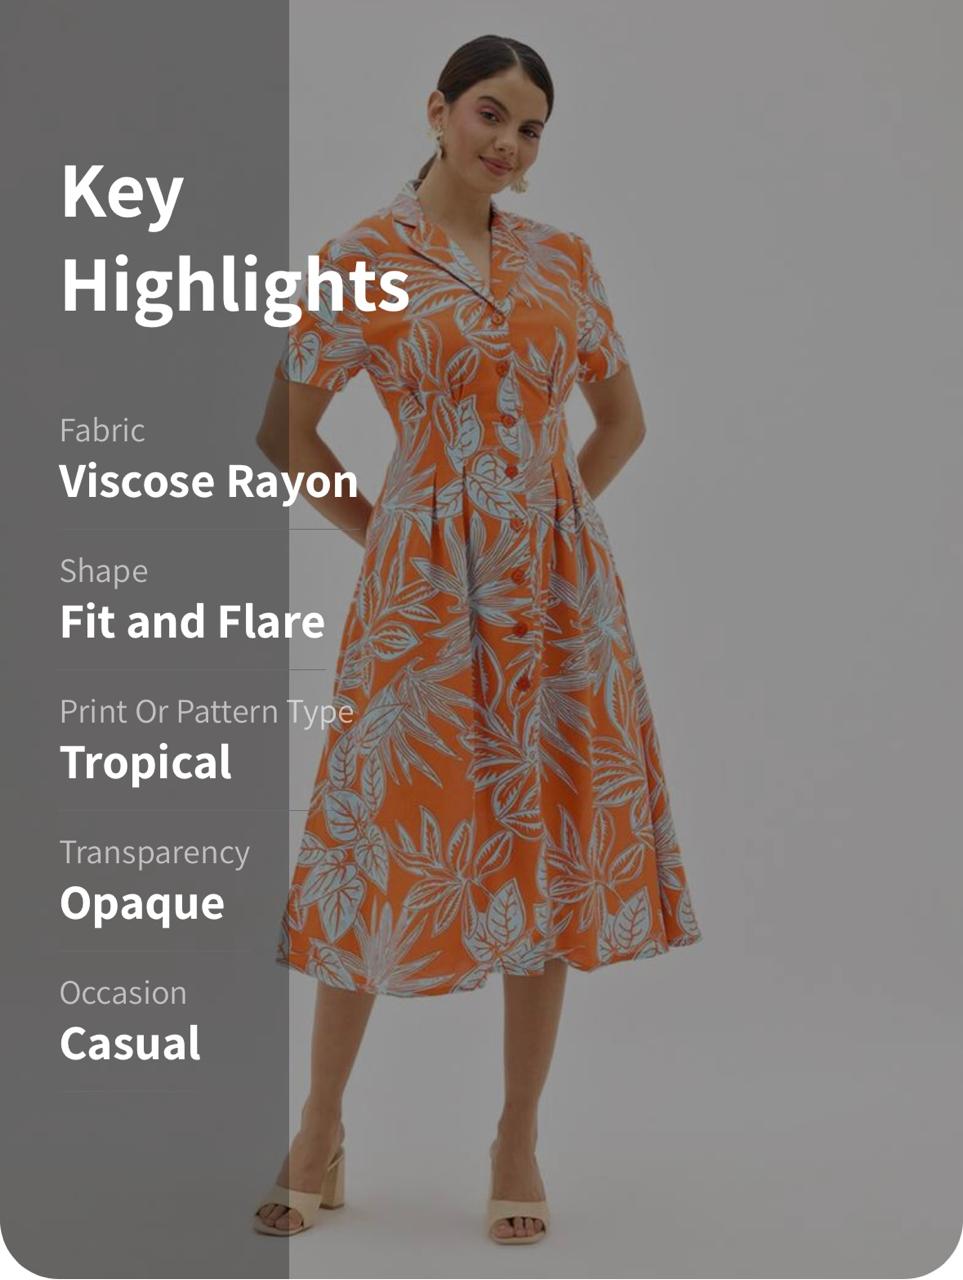 Key
Highlights
Fabric
Viscose Rayon
Shape
Fit and Flare
Print Or Pattern Type
Tropical
Transparency
Opaque
Occasion
Casual